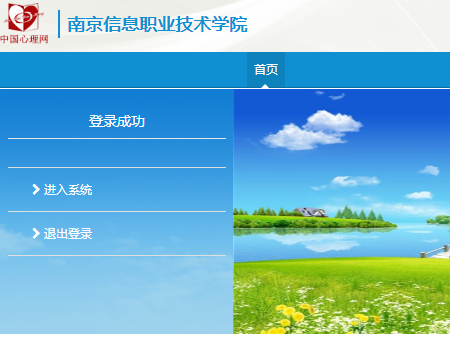 南京信息职业技术学院
中国心理网
首页
登录成功
进入系统
退出登录